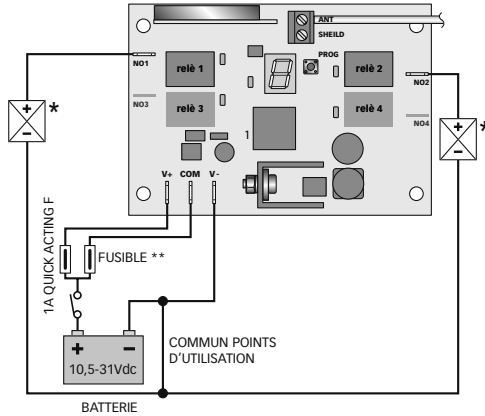 ANT
SHEILD
PROG
NO1
relè 1
relè 2
NO2
NO3
relè 3
relè 4
NO4
*
*
1
V+ COM V-
1A QUICK ACTING F
FUSIBLE **
+ -
+ -
+ -
10,5-31Vdc
COMMUN POINTS
D'UTILISATION
BATTERIE